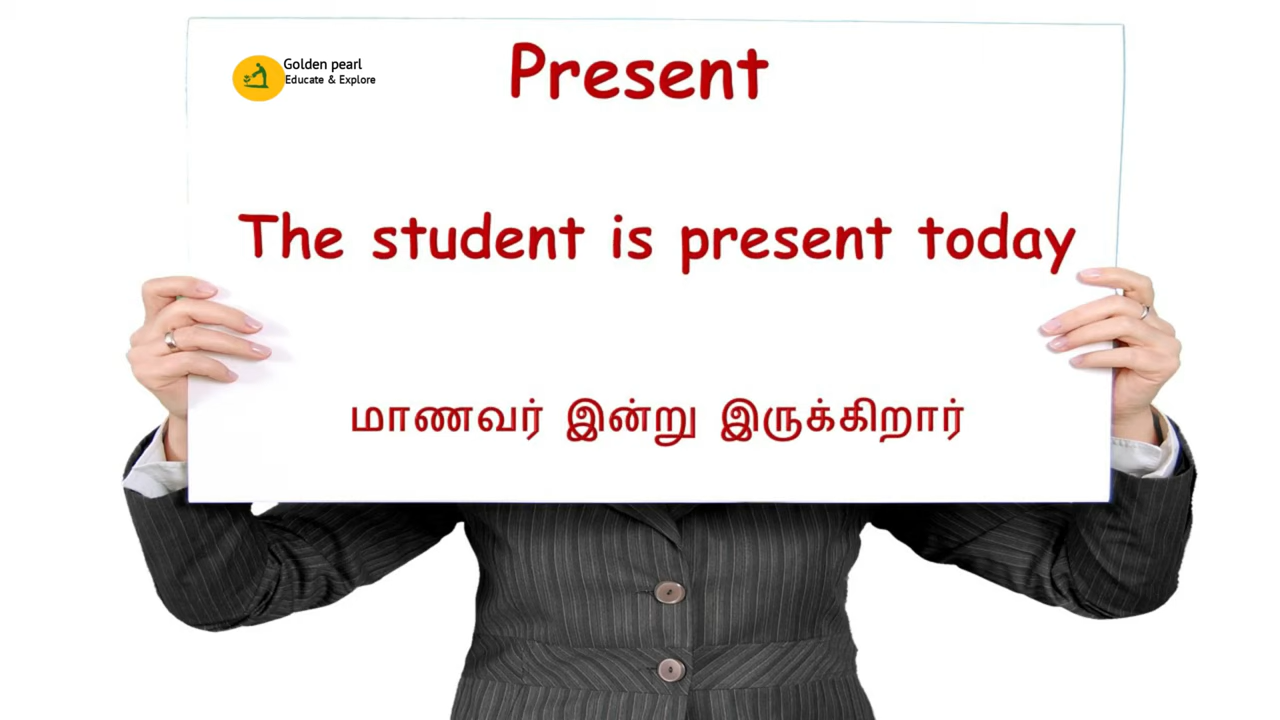 Golden pearl
Educate & Explore
Present
The student is present today
மாணவர் இன்று இருக்கிறார்